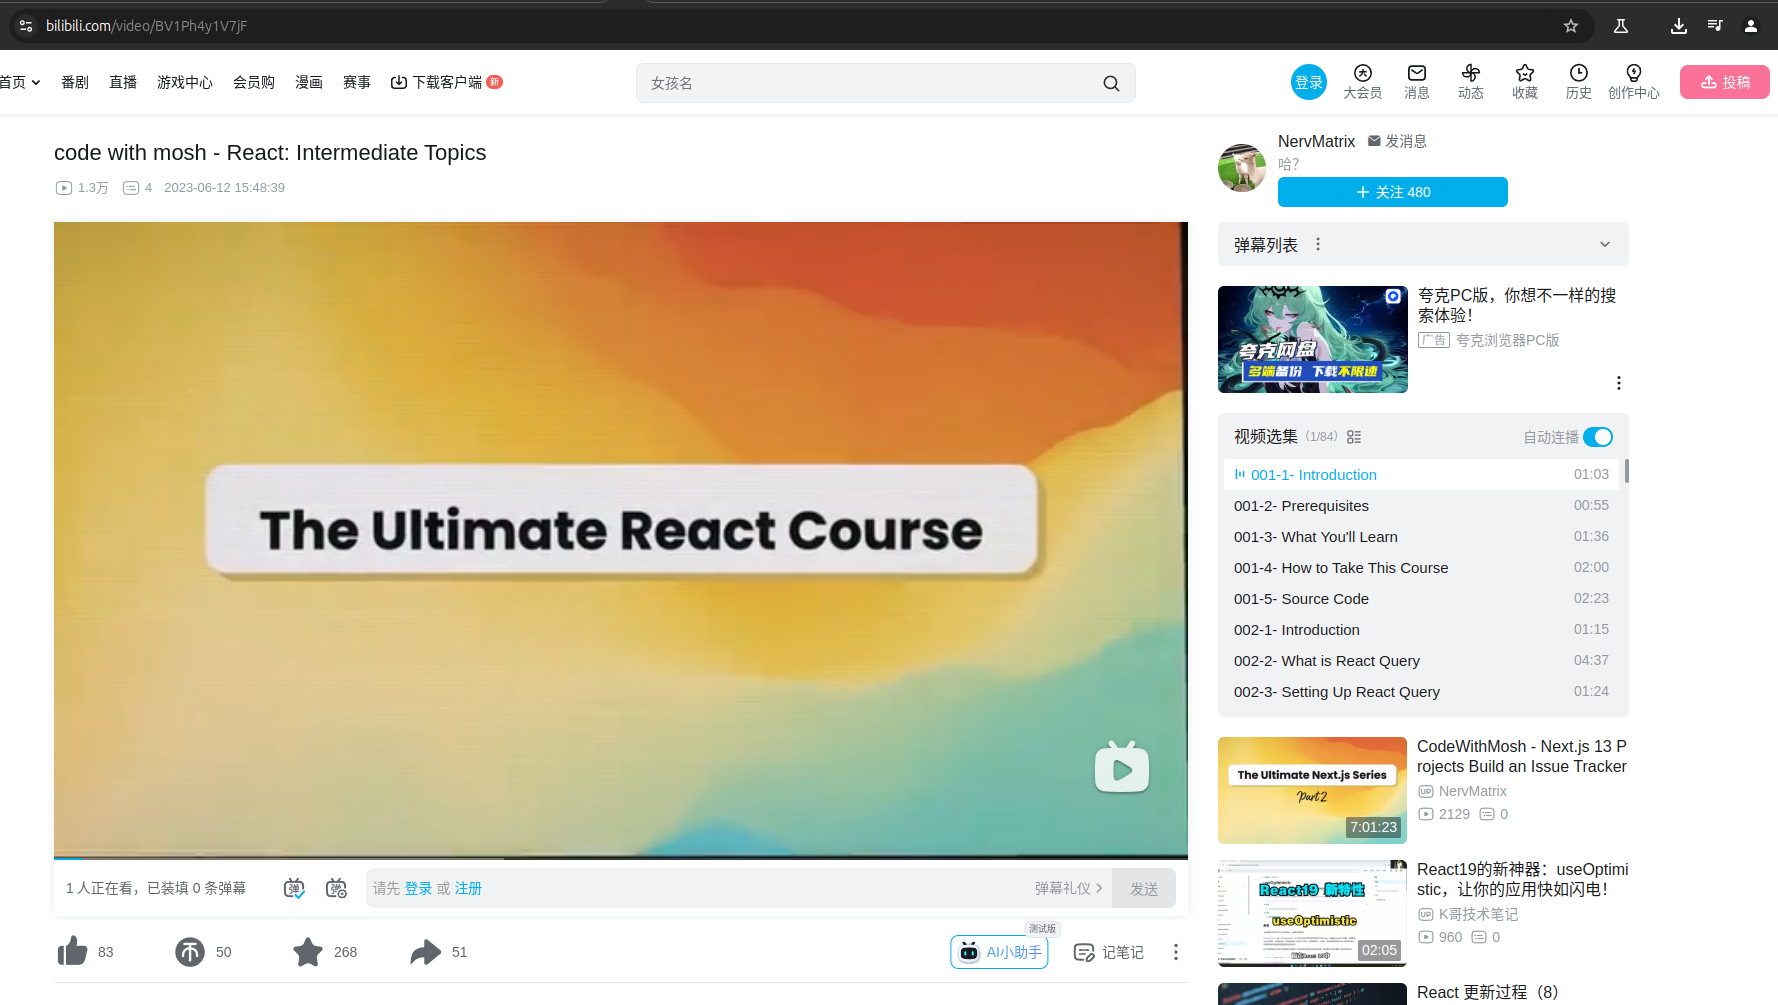 bilibili.com/video/BV1Ph4y1V7jF
首页
番剧
直播
游戏中心
会员购
漫画
赛事
下载客户端
新
女孩名
登录
大会员
消息
动态
收藏
历史
创作中心
投稿
code with mosh - React: Intermediate Topics
1.3万
4
2023-06-12 15:48:39
The Ultimate React Course
1 人正在看，已装填 0 条弹幕
请先 登录 或 注册
弹幕礼仪
发送
83
50
268
51
测试版
AI小助手
记笔记
NervMatrix
发消息
哈？
+ 关注 480
弹幕列表
夸克网盘
多端备份 下载不限速
夸克PC版，你想不一样的搜
索体验！
广告
夸克浏览器PC版
视频选集
（1/84）
自动连播
001-1- Introduction 01:03
001-2- Prerequisites 00:55
001-3- What You'll Learn 01:36
001-4- How to Take This Course 02:00
001-5- Source Code 02:23
002-1- Introduction 01:15
002-2- What is React Query 04:37
002-3- Setting Up React Query 01:24
The Ultimate Next.js Series
Part 2
7:01:23
CodeWithMosh - Next.js 13 P
rojects Build an Issue Tracker
NervMatrix
2129
0
React19 新特性
useOptimistic
02:05
React19的新神器：useOptimi
stic，让你的应用快如闪电！
K哥技术笔记
960
0
React 更新过程（8）